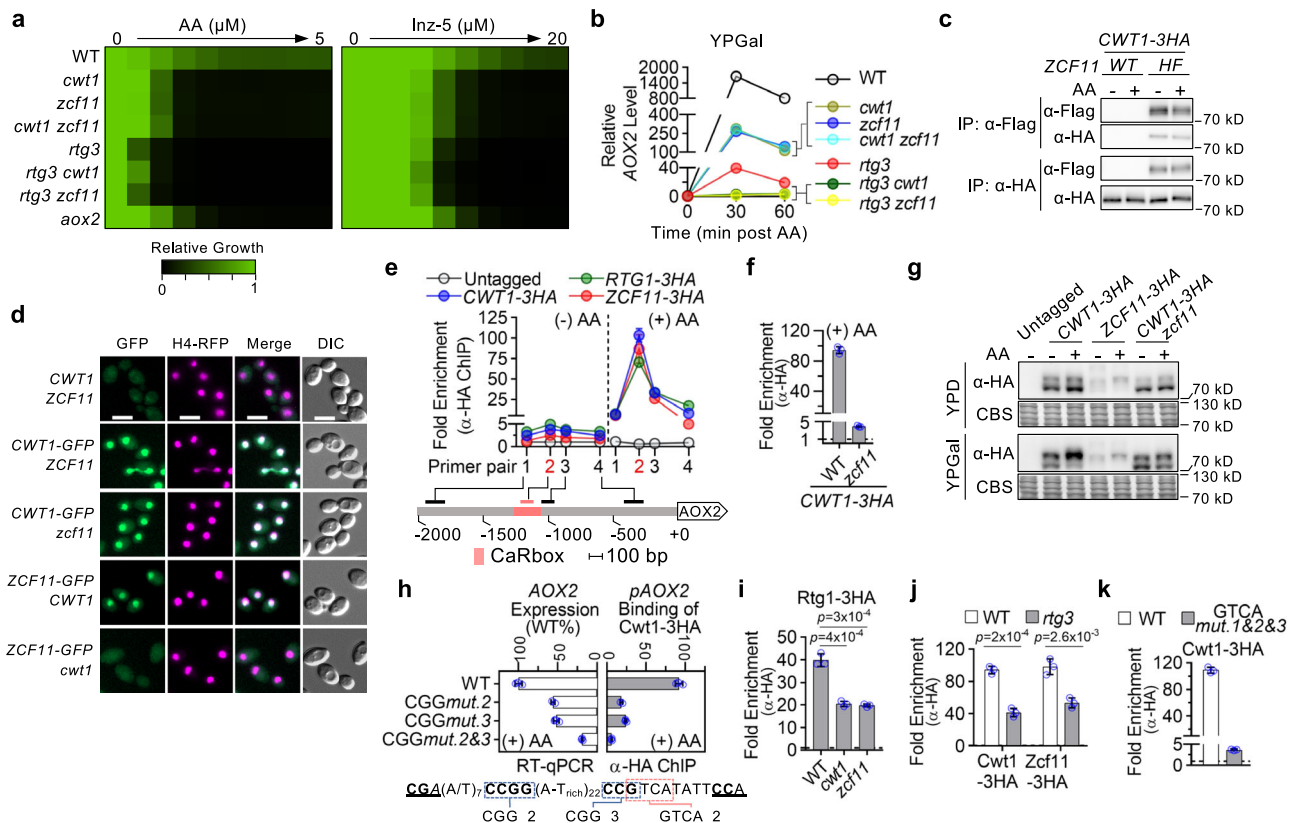 a
AA (µM)
0 5
Inz-5 (µM)
0 20
WT
cwt1
zcf11
cwt1 zcf11
rtg3
rtg3 cwt1
rtg3 zcf11
aox2
Relative Growth
0 1
b
YPGal
Relative
AOX2 Level
2000
1400
800
400
250
100
40
20
0
0 30 60
Time (min post AA)
WT
cwt1
zcf11
cwt1 zcf11
rtg3
rtg3 cwt1
rtg3 zcf11
c
CWT1-3HA
ZCF11 WT HF
AA - + - +
IP: α-Flag
α-Flag
-70 kD
α-HA
-70 kD
IP: α-HA
α-Flag
-70 kD
α-HA
-70 kD
d
GFP H4-RFP Merge DIC
CWT1
ZCF11
CWT1-GFP
ZCF11
CWT1-GFP
zcf11
ZCF11-GFP
CWT1
ZCF11-GFP
cwt1
e
Untagged RTG1-3HA
CWT1-3HA ZCF11-3HA
Fold Enrichment
(α-HA ChIP)
125
100
75
50
25
5
0
(-) AA (+) AA
Primer pair 1 2 3 4 1 2 3 4
-2000 -1500 -1000 -500 +0
AOX2
CaRbox 100 bp
f
Fold Enrichment
(α-HA)
120
80
40
5
1
(+) AA
WT zcf11
CWT1-3HA
g
Untagged CWT1-3HA ZCF11-3HA CWT1-3HA zcf11
AA - - + - + - +
YPD
α-HA
70 kD
130 kD
CBS
70 kD
YPGal
α-HA
70 kD
130 kD
CBS
70 kD
h
AOX2
Expression
(WT%)
pAOX2
Binding of
Cwt1-3HA
100 50 0 0 50 100
WT
CGGmut.2
CGGmut.3
CGGmut.2&3
(+) AA (+) AA
RT-qPCR α-HA ChIP
CGA(A/T)7CCGG(A-Trich)22CCGTCATATTCCA
CGG 2 CGG 3 GTCA 2
i
Rtg1-3HA
p=3x10-4
p=4x10-4
Fold Enrichment
(α-HA)
60
40
20
0
WT cwt1 zcf11
j
WT rtg3
p=2x10-4 p=2.6x10-3
Fold Enrichment
(α-HA)
120
80
40
0
Cwt1
-3HA
Zcf11
-3HA
k
WT GTCA
mut.1&2&3
Cwt1-3HA
Fold Enrichment
(α-HA)
120
80
40
5
0